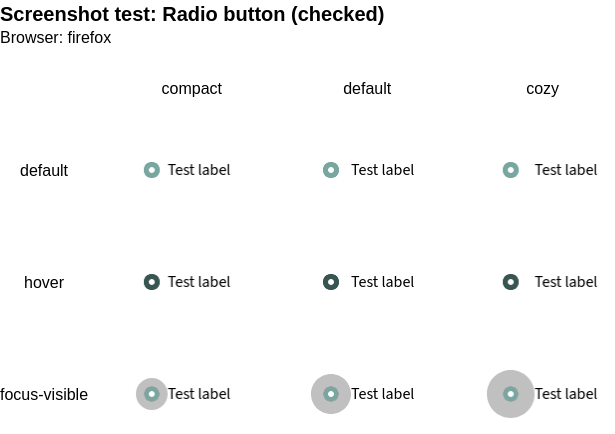 Screenshot test: Radio button (checked)
Browser: firefox
compact default cozy
default Test label Test label Test label
hover Test label Test label Test label
focus-visible Test label Test label Test label